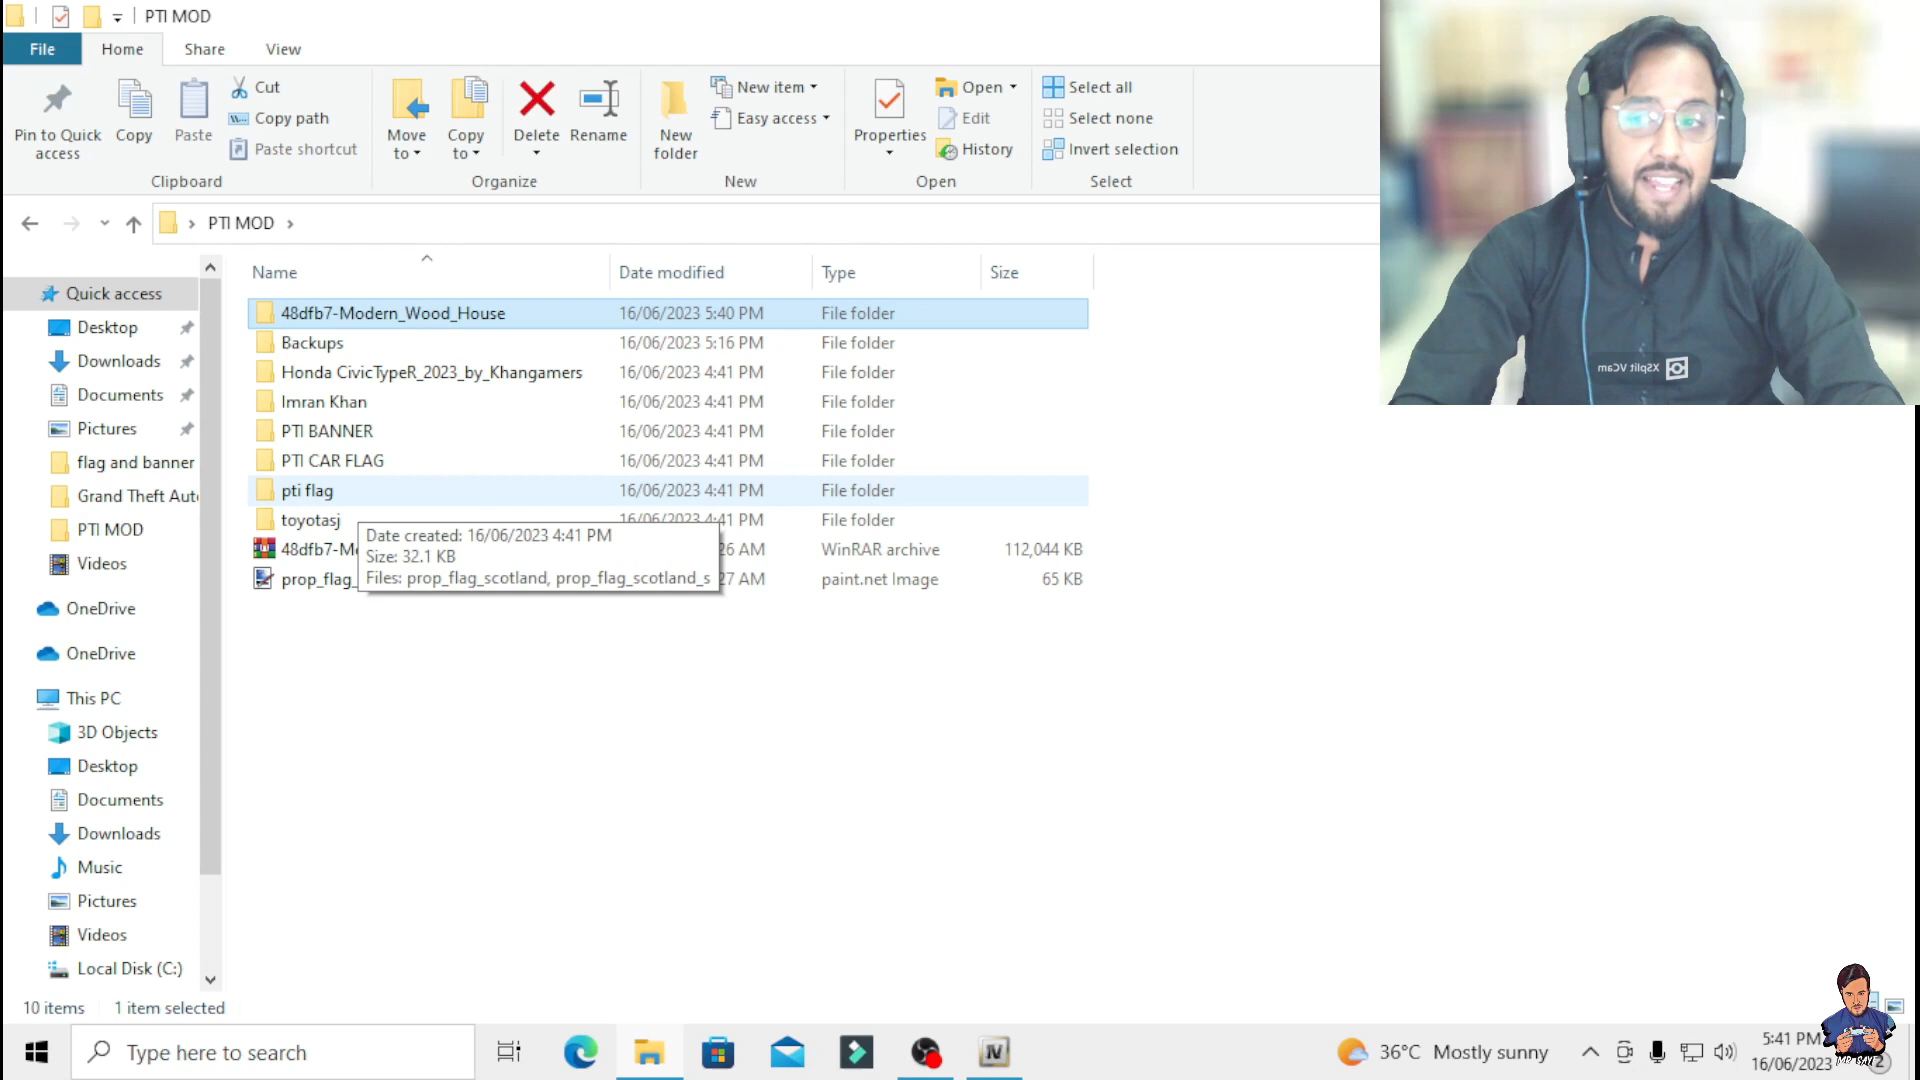 PTI MOD
File Home Share View
Pin to Quick access
Copy
Paste
Cut
Copy path
Paste shortcut
Clipboard
Move to
Copy to
Delete
Rename
Organize
New folder
New item
Easy access
New
Properties
Open
Edit
History
Open
Select all
Select none
Invert selection
Select
PTI MOD
Name Date modified Type Size
48dfb7-Modern_Wood_House 16/06/2023 5:40 PM File folder
Backups 16/06/2023 5:16 PM File folder
Honda CivicTypeR_2023_by_Khangamers 16/06/2023 4:41 PM File folder
Imran Khan 16/06/2023 4:41 PM File folder
PTI BANNER 16/06/2023 4:41 PM File folder
PTI CAR FLAG 16/06/2023 4:41 PM File folder
pti flag 16/06/2023 4:41 PM File folder
toyotasj 16/06/2023 4:41 PM File folder
48dfb7-M 26 AM WinRAR archive 112,044 KB
prop_flag_ 27 AM paint.net Image 65 KB
Date created: 16/06/2023 4:41 PM
Size: 32.1 KB
Files: prop_flag_scotland, prop_flag_scotland_s
Quick access
Desktop
Downloads
Documents
Pictures
flag and banner
Grand Theft Aut
PTI MOD
Videos
OneDrive
OneDrive
This PC
3D Objects
Desktop
Documents
Downloads
Music
Pictures
Videos
Local Disk (C:)
10 items 1 item selected
XSplit VCam
Type here to search
36°C Mostly sunny
5:41 PM
16/06/2023
2